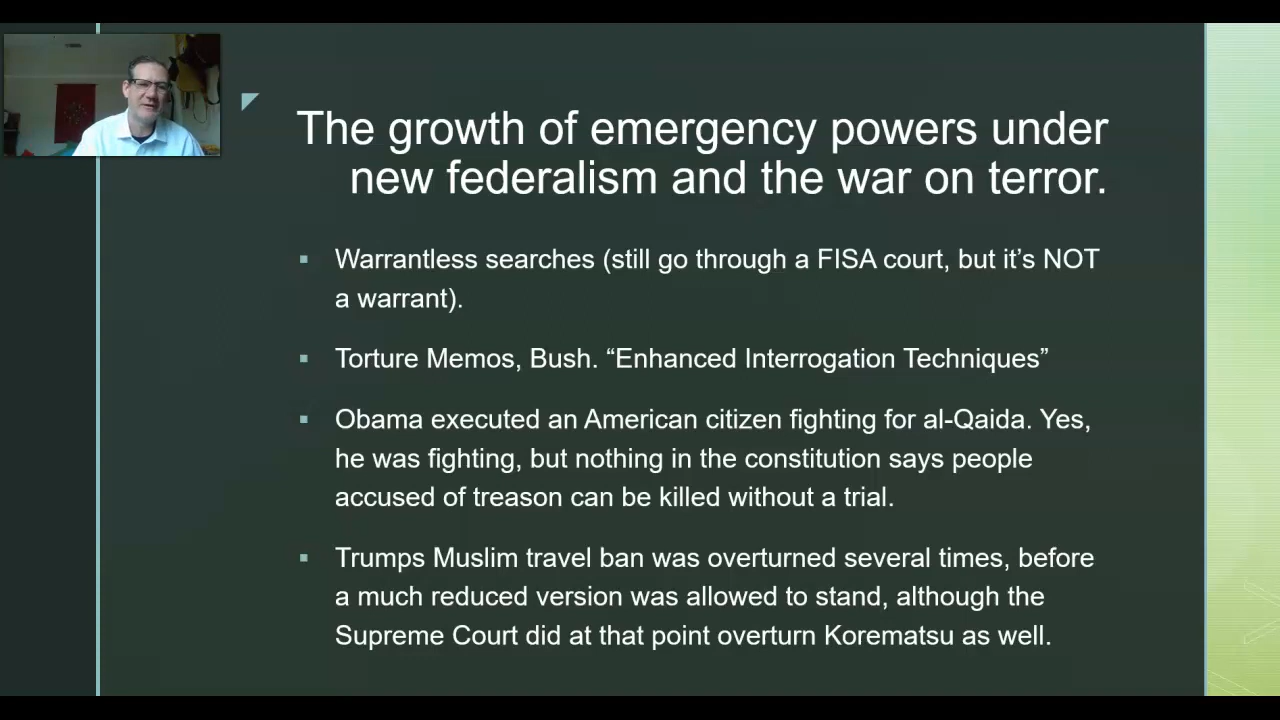 The growth of emergency powers under
new federalism and the war on terror.
Warrantless searches (still go through a FISA court, but it’s NOT
a warrant).
Torture Memos, Bush. “Enhanced Interrogation Techniques”
Obama executed an American citizen fighting for al-Qaida. Yes,
he was fighting, but nothing in the constitution says people
accused of treason can be killed without a trial.
Trumps Muslim travel ban was overturned several times, before
a much reduced version was allowed to stand, although the
Supreme Court did at that point overturn Korematsu as well.